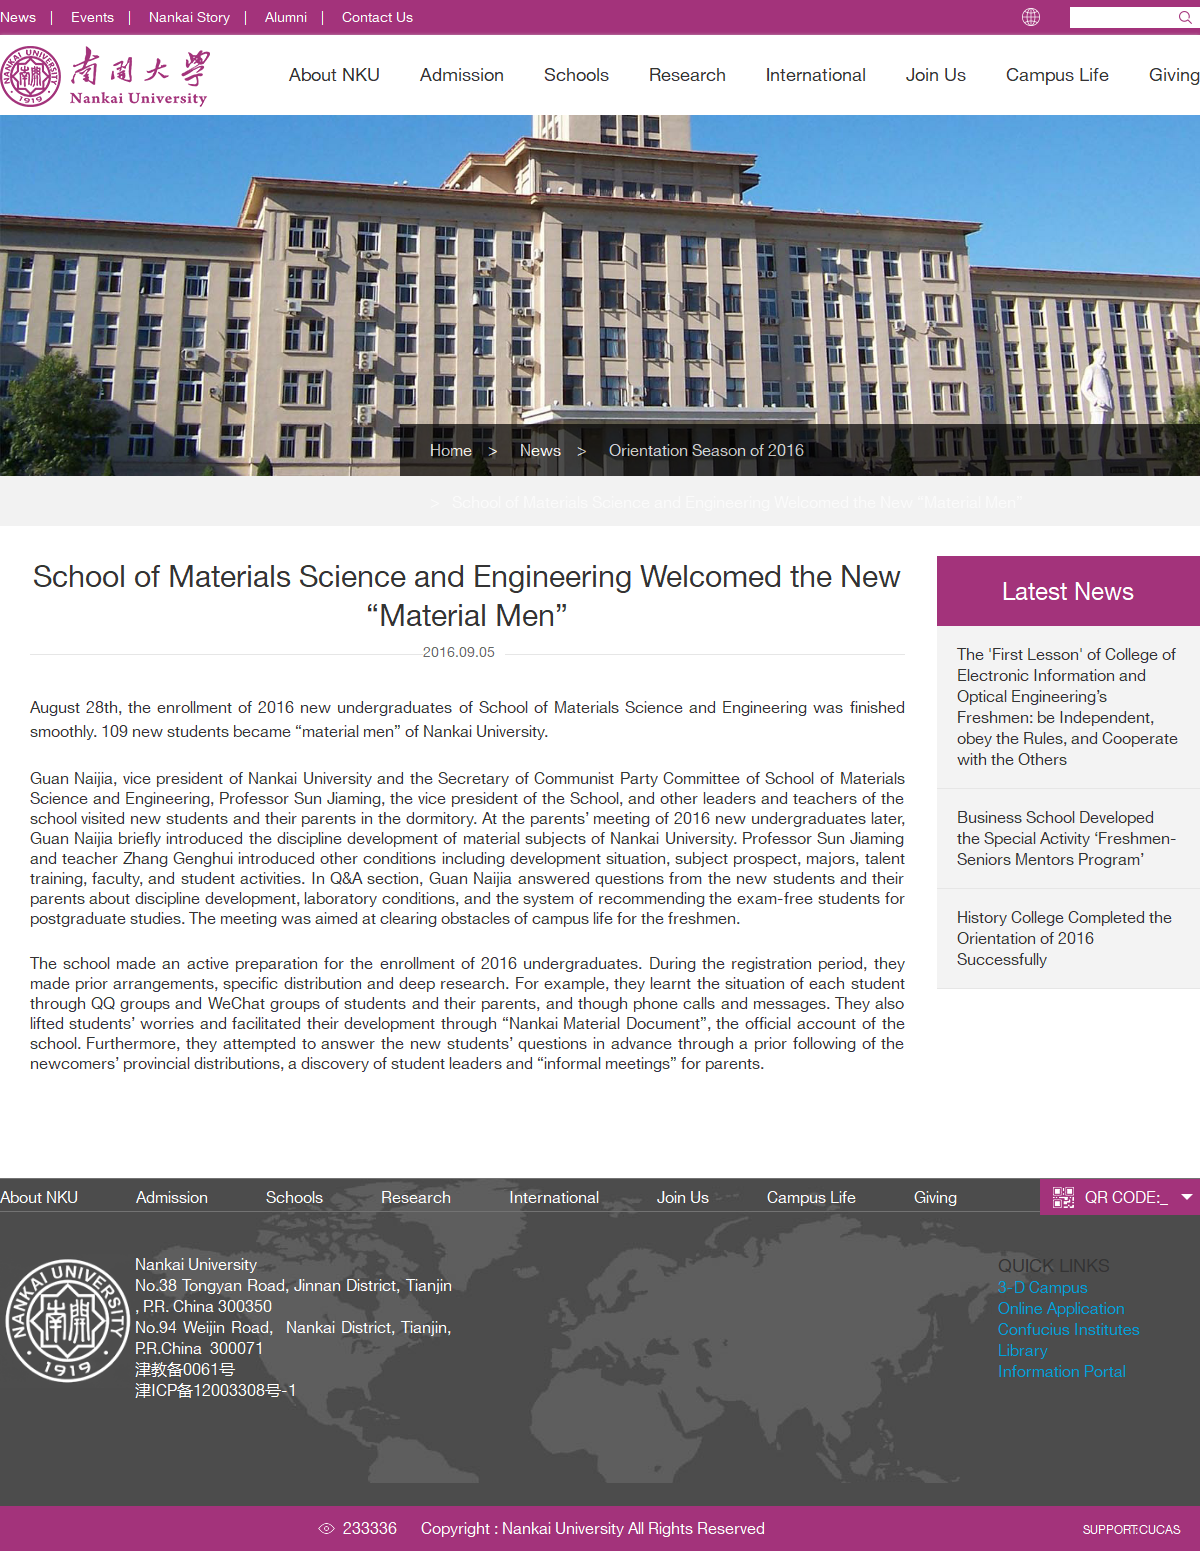 News | Events | Nankai Story | Alumni | Contact Us
NANKAI UNIVERSITY
南開
1919
南開大學
Nankai University
About NKU Admission Schools Research International Join Us Campus Life Giving
Home > News > Orientation Season of 2016
> School of Materials Science and Engineering Welcomed the New “Material Men”
School of Materials Science and Engineering Welcomed the New
“Material Men”
2016.09.05
August 28th, the enrollment of 2016 new undergraduates of School of Materials Science and Engineering was finished
smoothly. 109 new students became “material men” of Nankai University.
Guan Naijia, vice president of Nankai University and the Secretary of Communist Party Committee of School of Materials
Science and Engineering, Professor Sun Jiaming, the vice president of the School, and other leaders and teachers of the
school visited new students and their parents in the dormitory. At the parents’ meeting of 2016 new undergraduates later,
Guan Naijia briefly introduced the discipline development of material subjects of Nankai University. Professor Sun Jiaming
and teacher Zhang Genghui introduced other conditions including development situation, subject prospect, majors, talent
training, faculty, and student activities. In Q&A section, Guan Naijia answered questions from the new students and their
parents about discipline development, laboratory conditions, and the system of recommending the exam-free students for
postgraduate studies. The meeting was aimed at clearing obstacles of campus life for the freshmen.
The school made an active preparation for the enrollment of 2016 undergraduates. During the registration period, they
made prior arrangements, specific distribution and deep research. For example, they learnt the situation of each student
through QQ groups and WeChat groups of students and their parents, and though phone calls and messages. They also
lifted students’ worries and facilitated their development through “Nankai Material Document”, the official account of the
school. Furthermore, they attempted to answer the new students’ questions in advance through a prior following of the
newcomers’ provincial distributions, a discovery of student leaders and “informal meetings” for parents.
Latest News
The 'First Lesson' of College of
Electronic Information and
Optical Engineering’s
Freshmen: be Independent,
obey the Rules, and Cooperate
with the Others
Business School Developed
the Special Activity ‘Freshmen-
Seniors Mentors Program’
History College Completed the
Orientation of 2016
Successfully
About NKU Admission Schools Research International Join Us Campus Life Giving QR CODE:_
NANKAI UNIVERSITY
南開
1919
Nankai University
No.38 Tongyan Road, Jinnan District, Tianjin
, P.R. China 300350
No.94 Weijin Road, Nankai District, Tianjin,
P.R.China 300071
津教备0061号
津ICP备12003308号-1
QUICK LINKS
3-D Campus
Online Application
Confucius Institutes
Library
Information Portal
233336 Copyright : Nankai University All Rights Reserved
SUPPORT:CUCAS